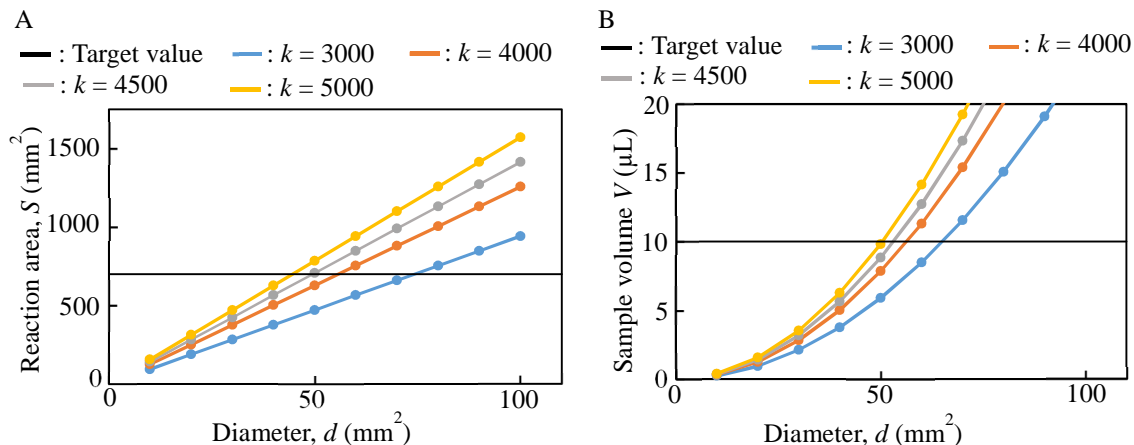 A
: Target value : k = 3000 : k = 4000
: k = 4500 : k = 5000
Reaction area, S (mm²)
1500
1000
500
0
0 50 100
Diameter, d (mm²)
B
: Target value : k = 3000 : k = 4000
: k = 4500 : k = 5000
Sample volume V (µL)
20
15
10
5
0
0 50 100
Diameter, d (mm²)